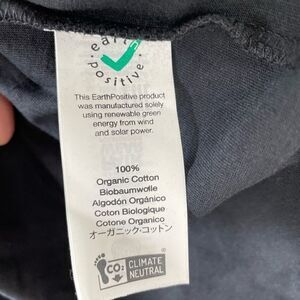 earth
positive
This EarthPositive product
was manufactured solely
using renewable green
energy from wind
and solar power.
100%
Organic Cotton
Biobaumwolle
Algodón Orgánico
Coton Biologique
Cotone Organico
オーガニック・コットン
CO₂
CLIMATE
NEUTRAL